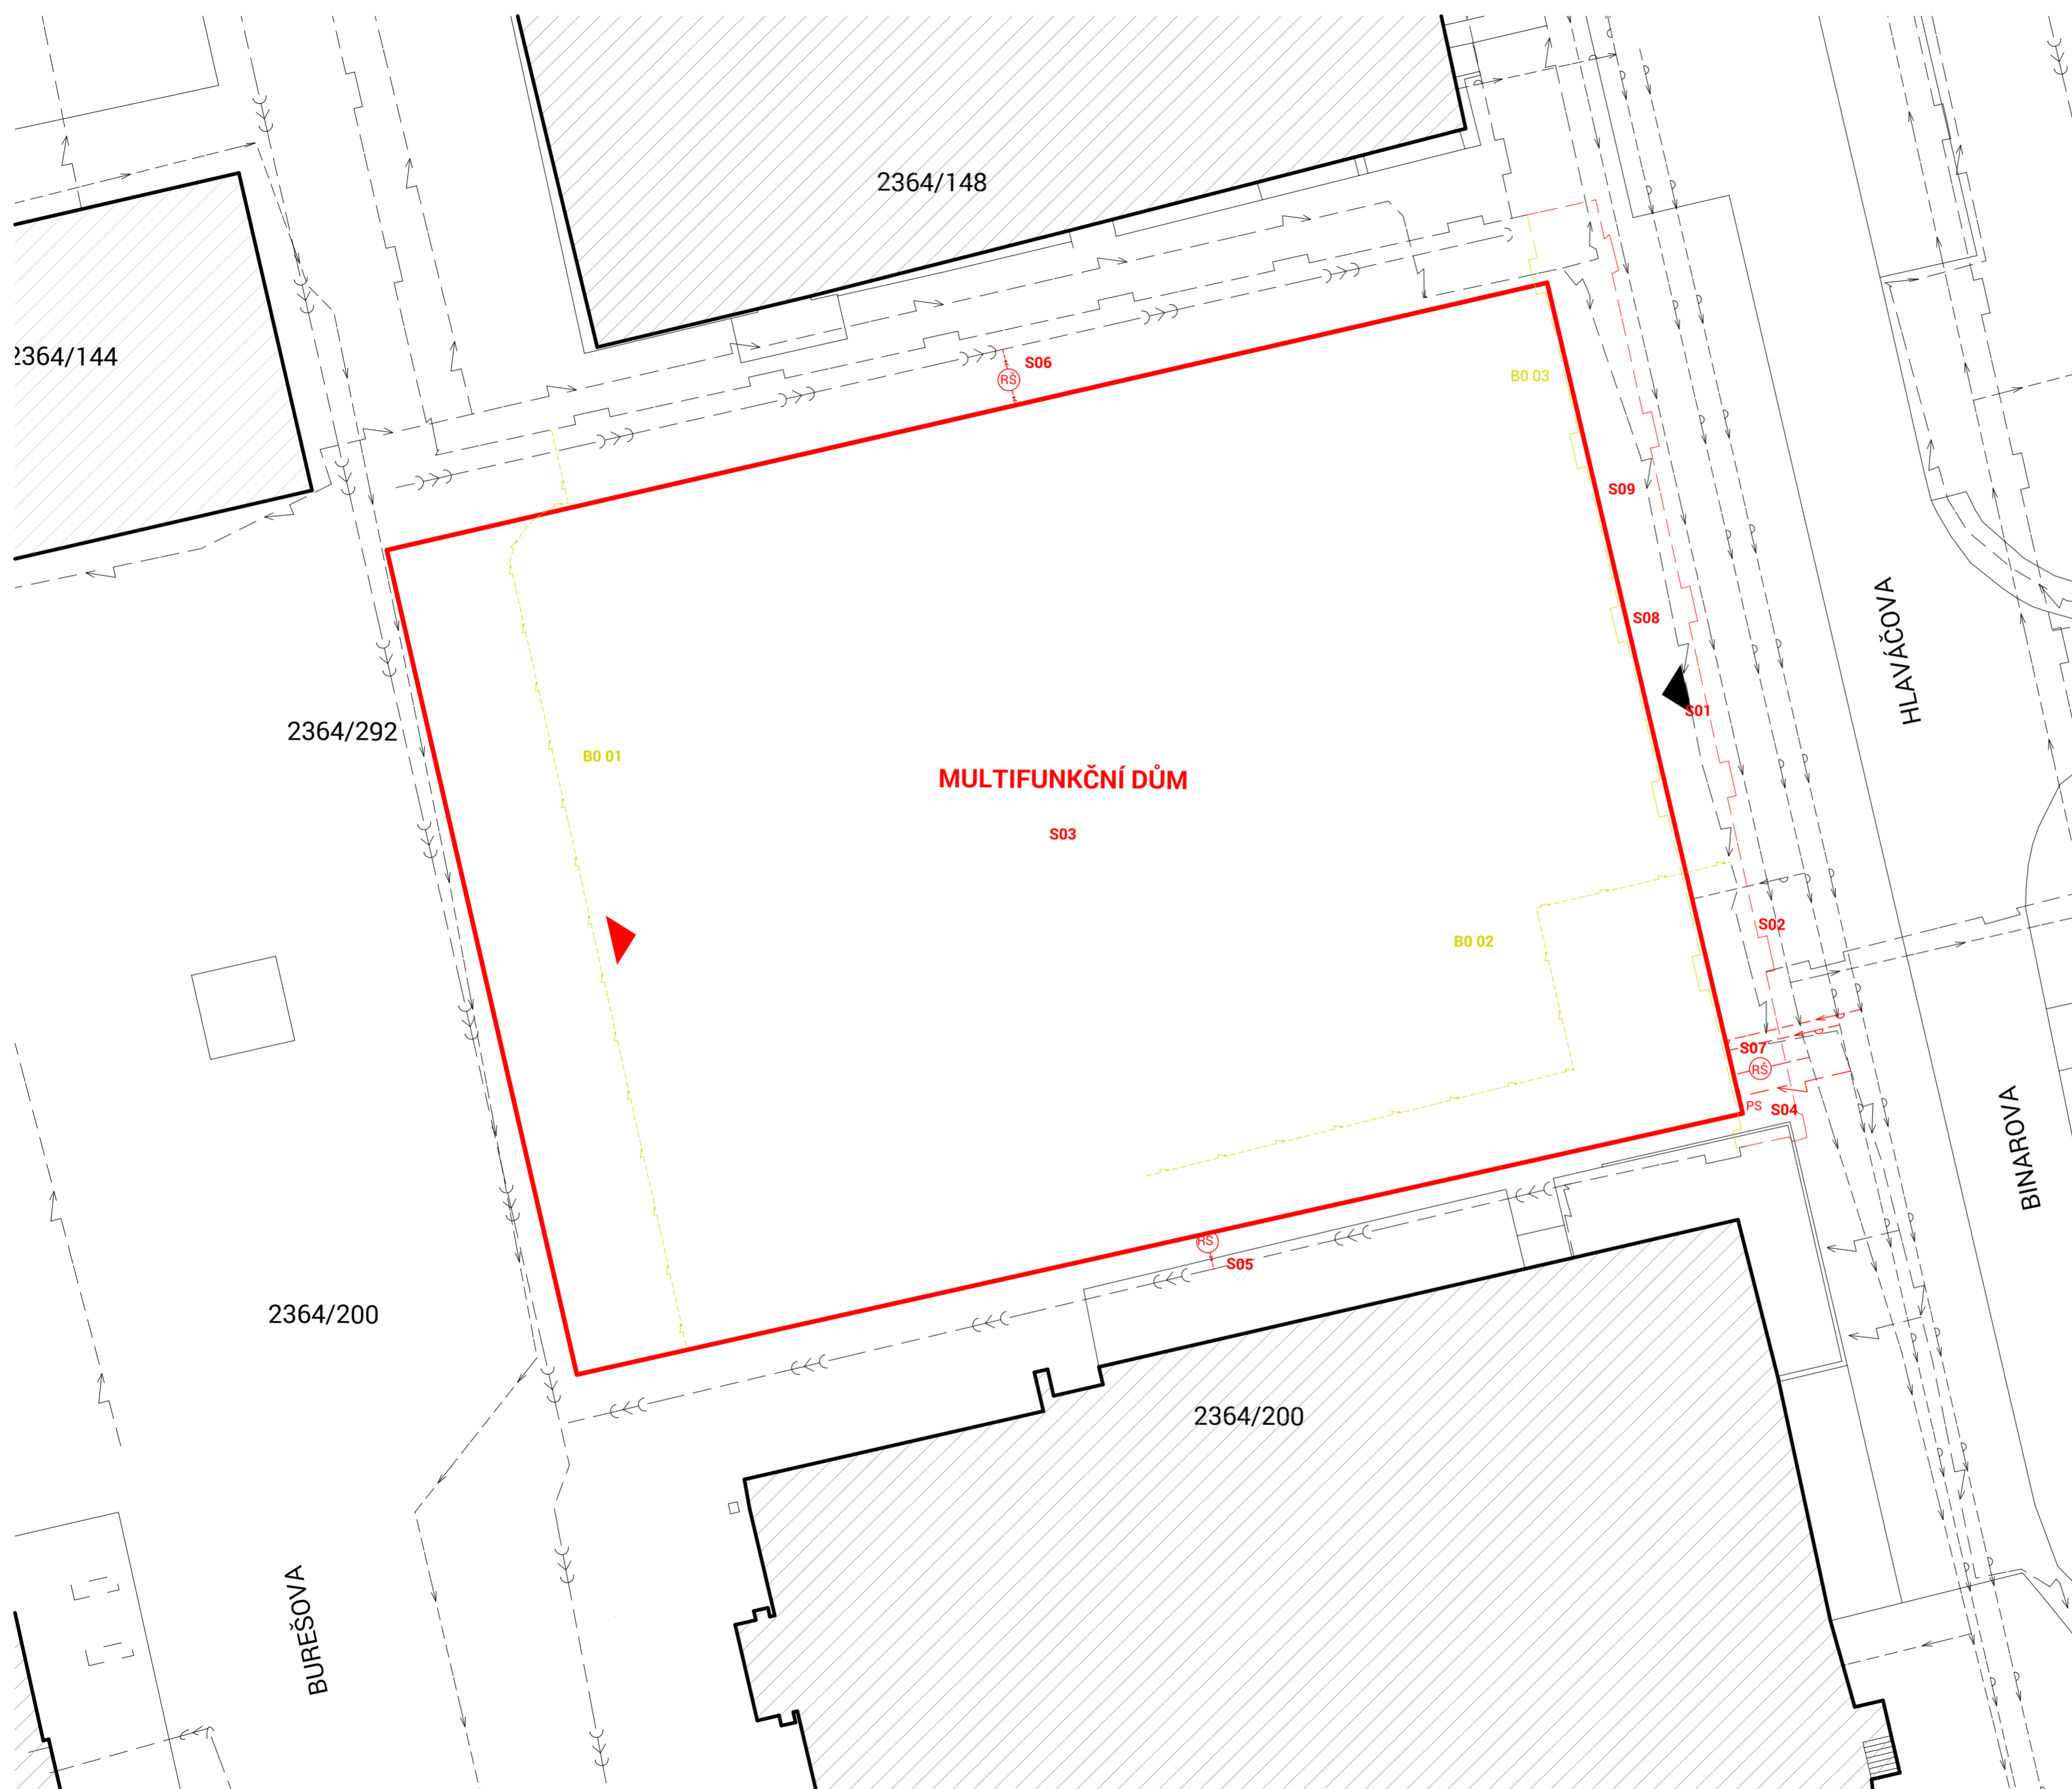 2364/148
2364/144
S06
RŠ
B0 03
S09
S08
HLAVÁČOVA
S01
2364/292
B0 01
MULTIFUNKČNÍ DŮM
S03
S02
B0 02
S07
RŠ
PS
S04
BINAROVA
RŠ
S05
2364/200
2364/200
BUREŠOVA